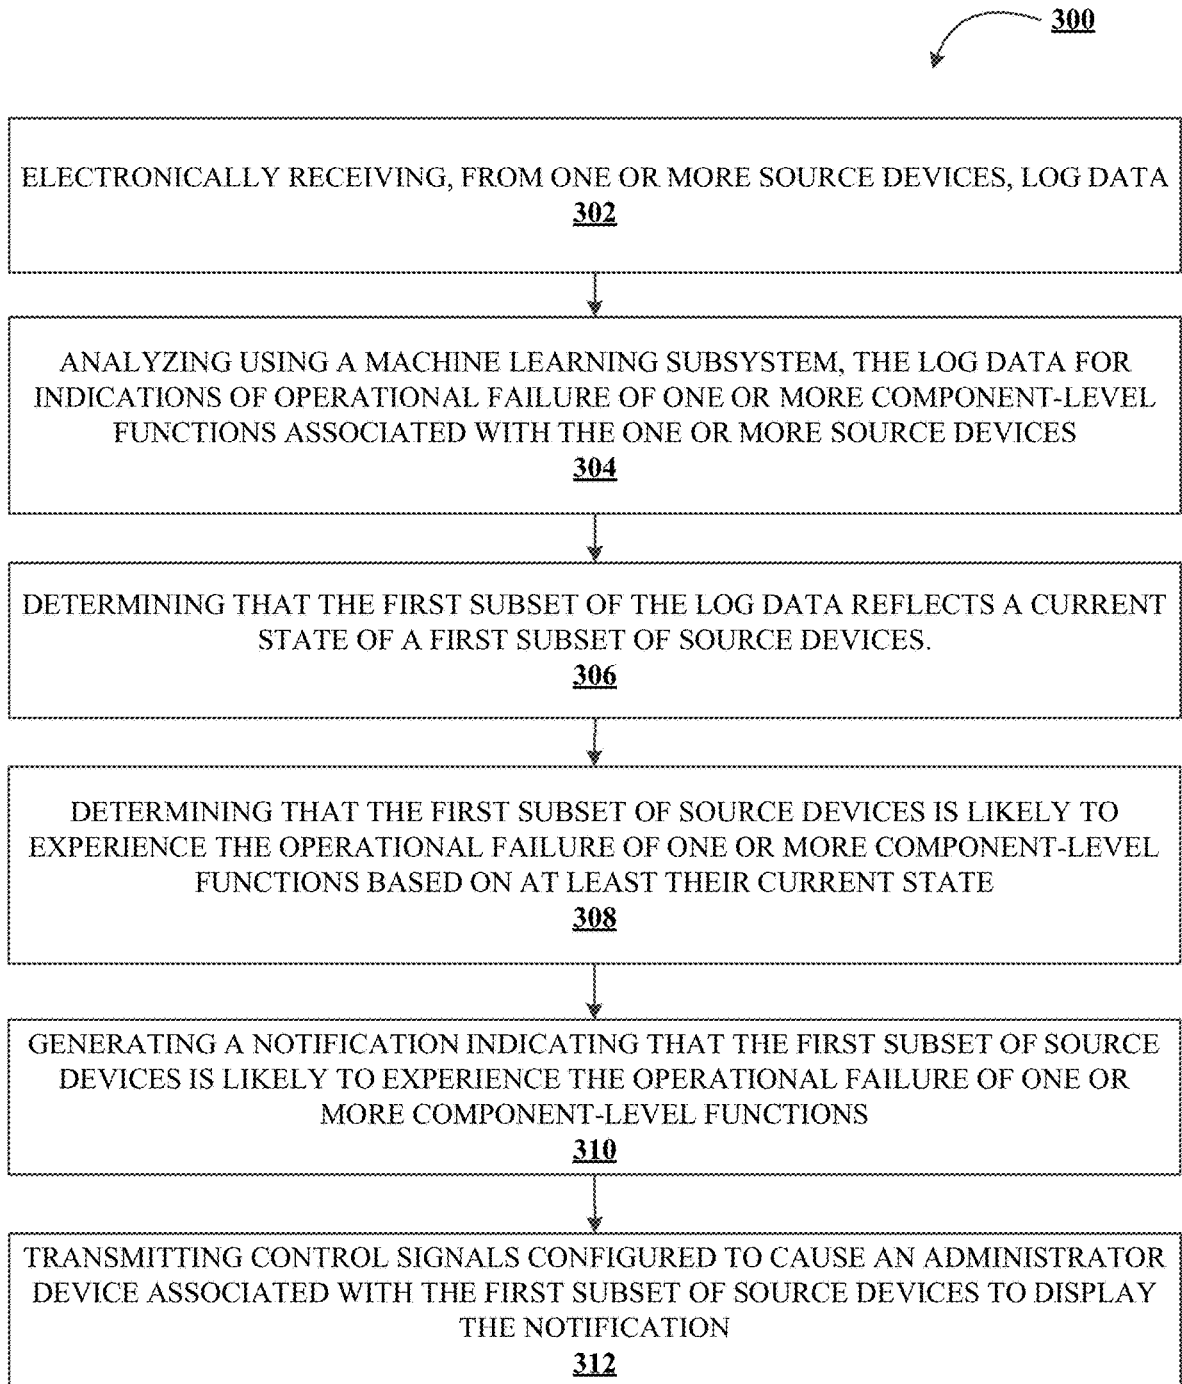 300
ELECTRONICALLY RECEIVING, FROM ONE OR MORE SOURCE DEVICES, LOG DATA
302
ANALYZING USING A MACHINE LEARNING SUBSYSTEM, THE LOG DATA FOR
INDICATIONS OF OPERATIONAL FAILURE OF ONE OR MORE COMPONENT-LEVEL
FUNCTIONS ASSOCIATED WITH THE ONE OR MORE SOURCE DEVICES
304
DETERMINING THAT THE FIRST SUBSET OF THE LOG DATA REFLECTS A CURRENT
STATE OF A FIRST SUBSET OF SOURCE DEVICES.
306
DETERMINING THAT THE FIRST SUBSET OF SOURCE DEVICES IS LIKELY TO
EXPERIENCE THE OPERATIONAL FAILURE OF ONE OR MORE COMPONENT-LEVEL
FUNCTIONS BASED ON AT LEAST THEIR CURRENT STATE
308
GENERATING A NOTIFICATION INDICATING THAT THE FIRST SUBSET OF SOURCE
DEVICES IS LIKELY TO EXPERIENCE THE OPERATIONAL FAILURE OF ONE OR
MORE COMPONENT-LEVEL FUNCTIONS
310
TRANSMITTING CONTROL SIGNALS CONFIGURED TO CAUSE AN ADMINISTRATOR
DEVICE ASSOCIATED WITH THE FIRST SUBSET OF SOURCE DEVICES TO DISPLAY
THE NOTIFICATION
312